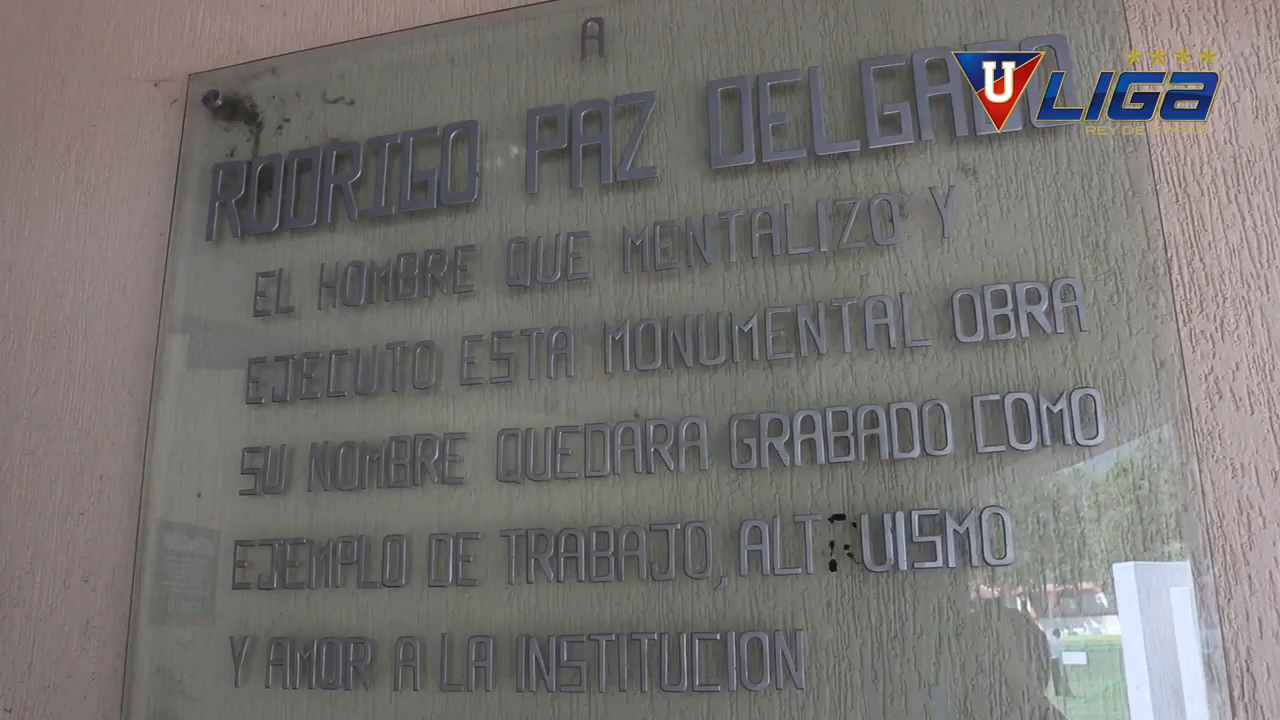 A
RODRIGO PAZ DELGADO
EL HOMBRE QUE MENTALIZO Y
EJECUTO ESTA MONUMENTAL OBRA
SU NOMBRE QUEDARA GRABADO COMO
EJEMPLO DE TRABAJO, ALTRUISMO
Y AMOR A LA INSTITUCION
U LIGA
REY DE COPAS